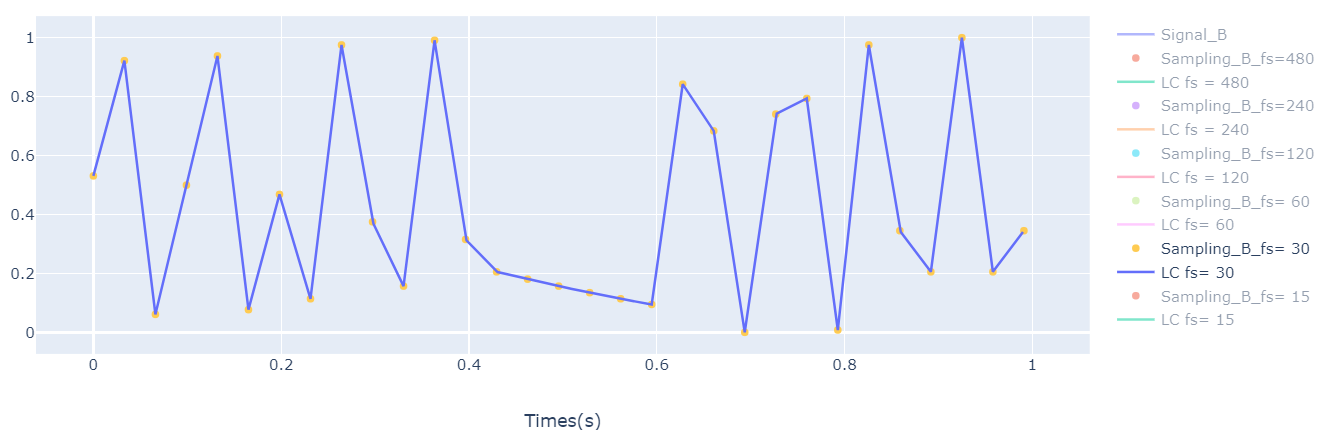 1
0.8
0.6
0.4
0.2
0
0 0.2 0.4 0.6 0.8 1
Times(s)
Signal_B
Sampling_B_fs=480
LC fs = 480
Sampling_B_fs=240
LC fs = 240
Sampling_B_fs=120
LC fs = 120
Sampling_B_fs= 60
LC fs= 60
Sampling_B_fs= 30
LC fs= 30
Sampling_B_fs= 15
LC fs= 15